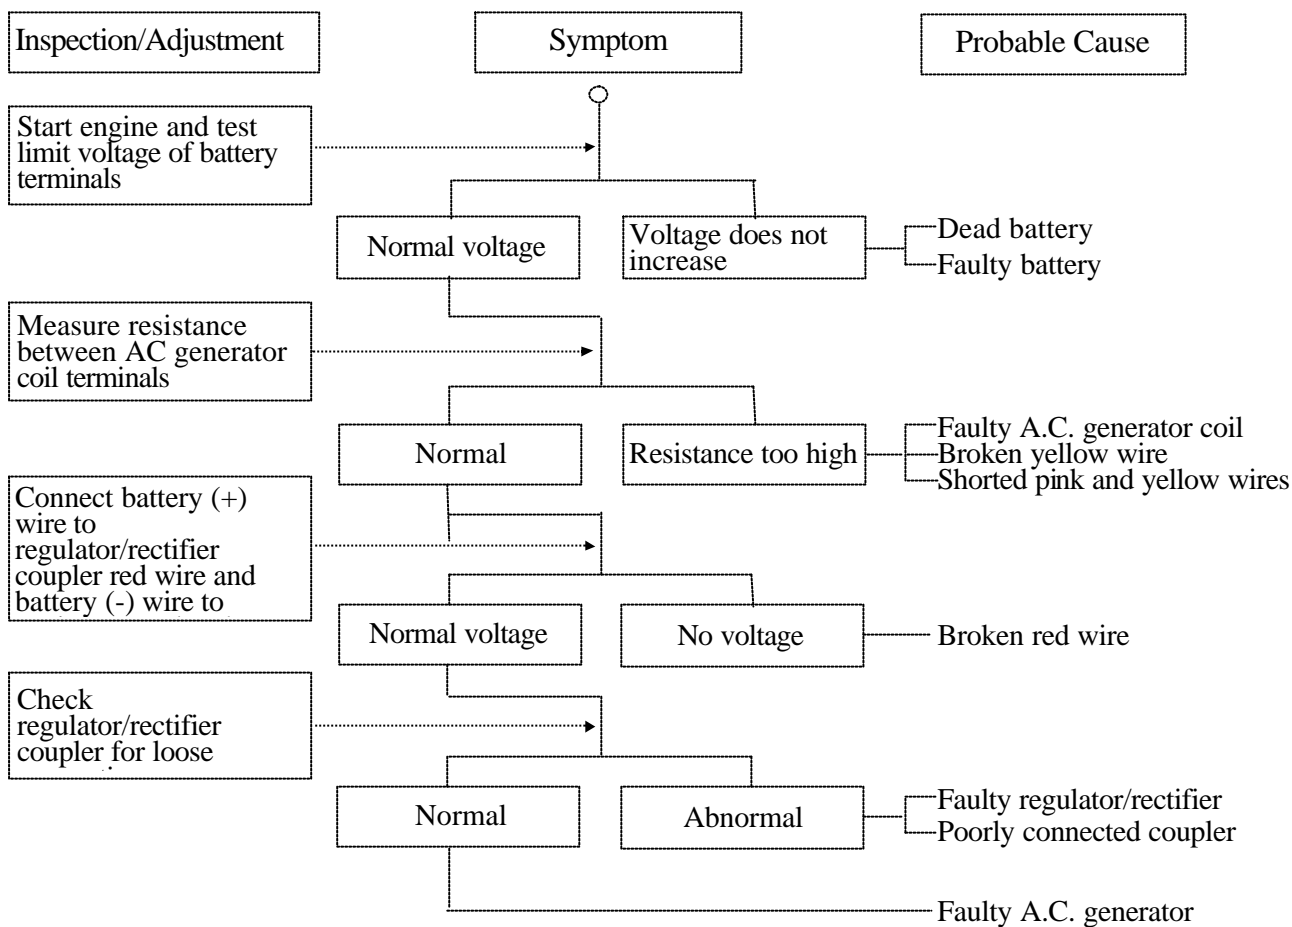 Inspection/Adjustment
Symptom
Probable Cause
Start engine and test
limit voltage of battery
terminals
Normal voltage
Voltage does not
increase
Dead battery
Faulty battery
Measure resistance
between AC generator
coil terminals
Normal
Resistance too high
Faulty A.C. generator coil
Broken yellow wire
Shorted pink and yellow wires
Connect battery (+)
wire to
regulator/rectifier
coupler red wire and
battery (-) wire to
Normal voltage
No voltage
Broken red wire
Check
regulator/rectifier
coupler for loose
Normal
Abnormal
Faulty regulator/rectifier
Poorly connected coupler
Faulty A.C. generator